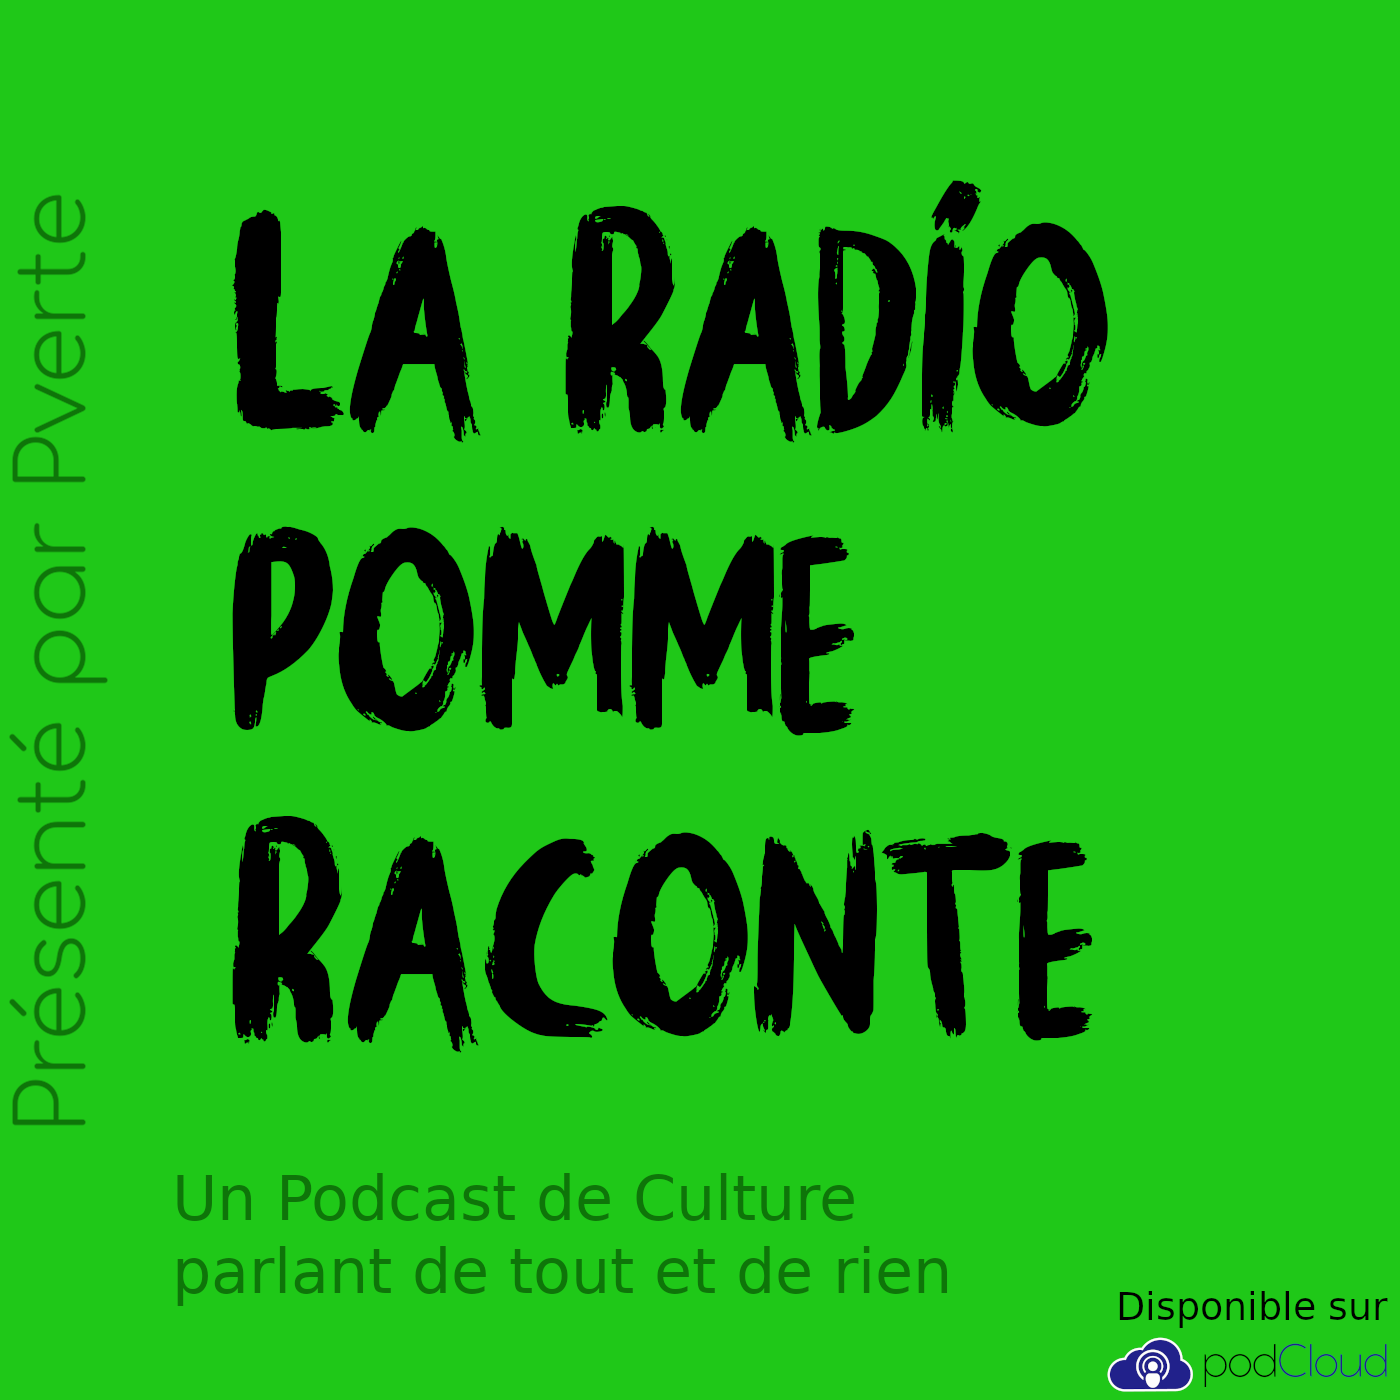 Présenté par Pverte
LA RADÍO
POMME
RACONTE
Un Podcast de Culture
parlant de tout et de rien
Disponible sur
podCloud